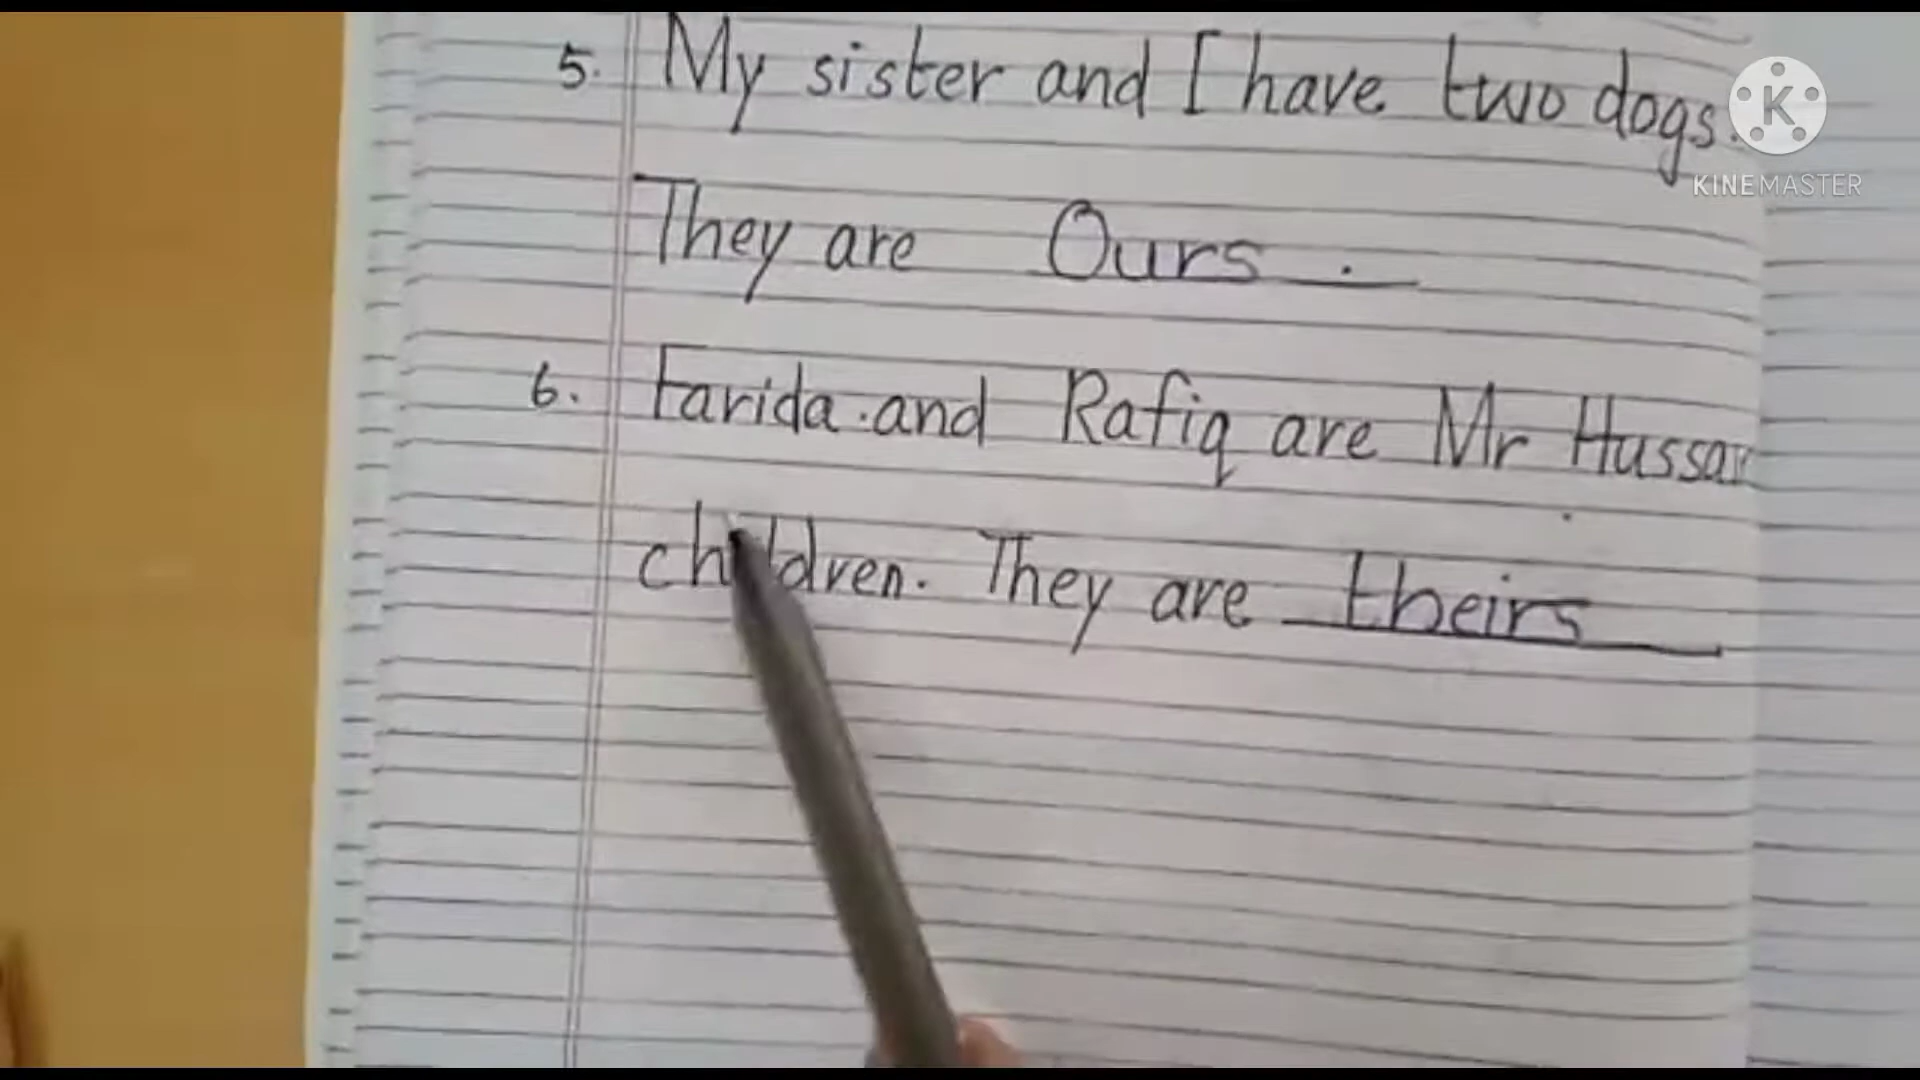 5. My sister and I have two dogs.
K
KINEMASTER
They are Ours.
6. Farida and Rafiq are Mr
children. They are theirs